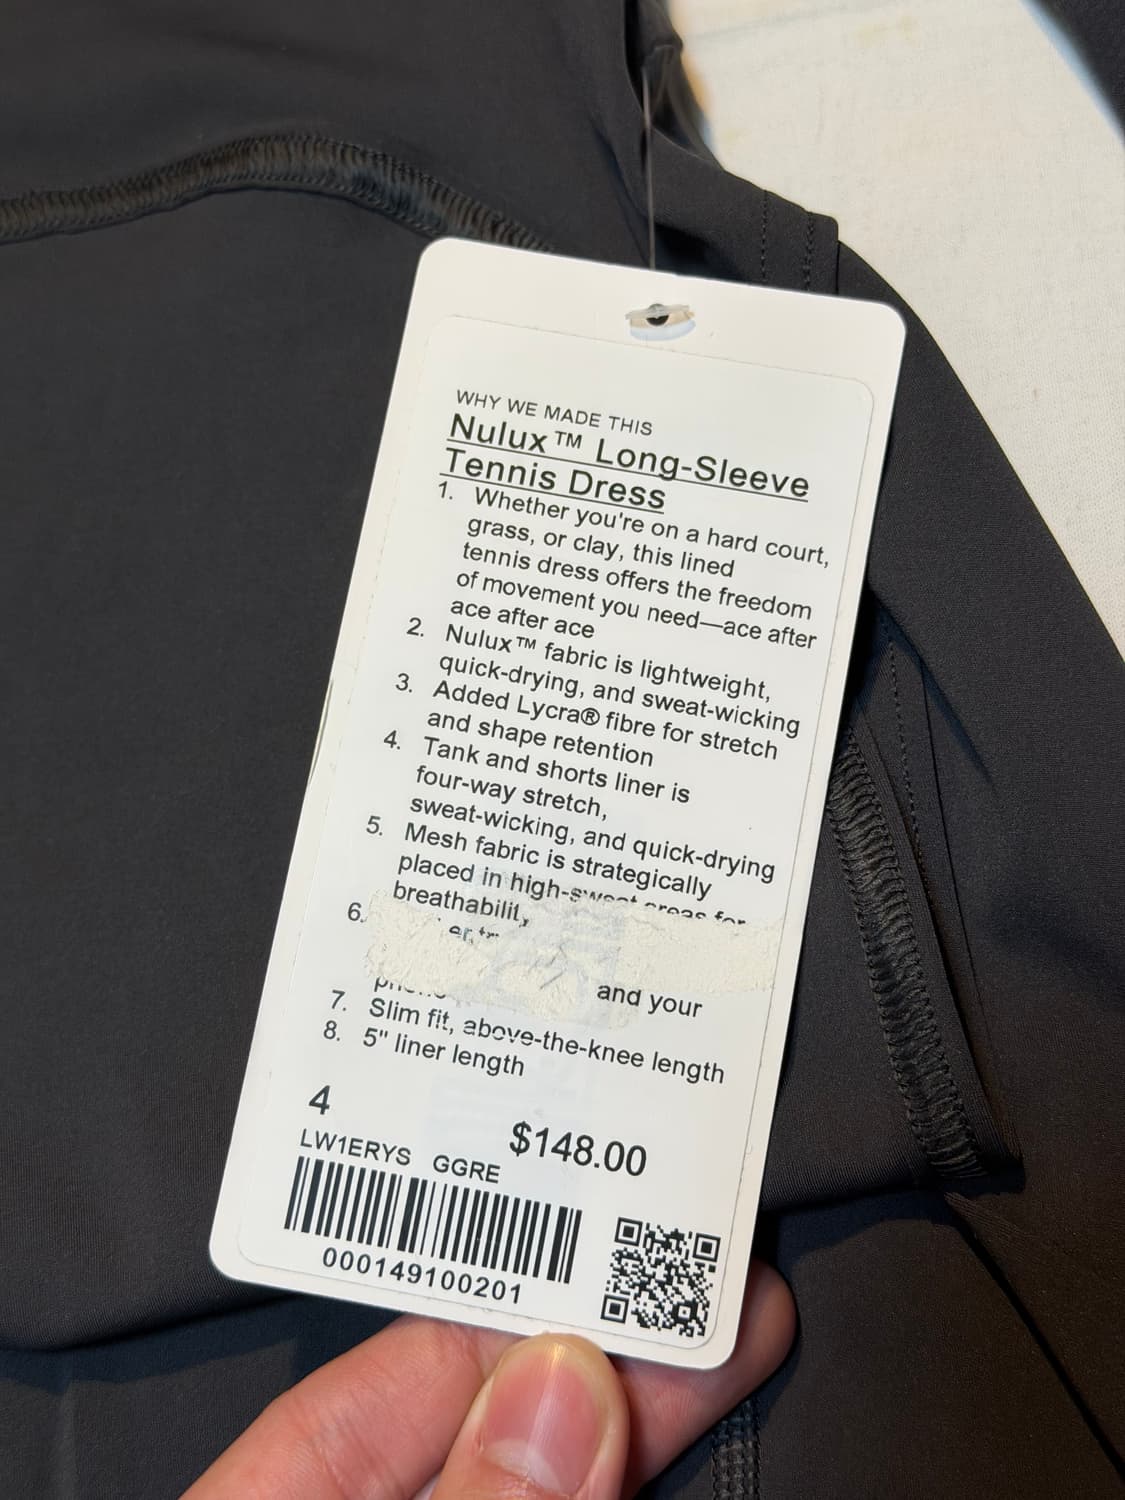 WHY WE MADE THIS
Nulux™ Long-Sleeve
Tennis Dress
1. Whether you're on a hard court,
grass, or clay, this lined
tennis dress offers the freedom
of movement you need—ace after
ace after ace
2. Nulux™ fabric is lightweight,
quick-drying, and sweat-wicking
3. Added Lycra® fibre for stretch
and shape retention
4. Tank and shorts liner is
four-way stretch,
sweat-wicking, and quick-drying
5. Mesh fabric is strategically
placed in high-sweat areas for
6.
and your
7. Slim fit, above-the-knee length
8. 5" liner length
4
$148.00
LW1ERYS GGRE
000149100201